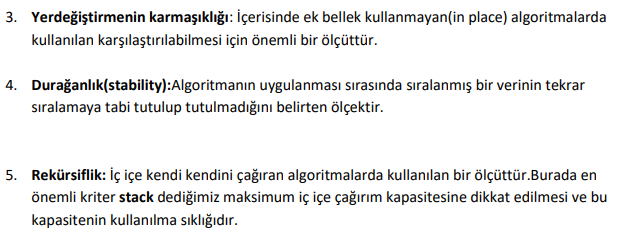 3. Yerdeğiştirmenin karmaşıklığı: İçerisinde ek bellek kullanmayan(in place) algoritmalarda
kullanılan karşılaştırılabilmesi için önemli bir ölçüttür.
4. Durağanlık(stability):Algoritmanın uygulanması sırasında sıralanmış bir verinin tekrar
sıralamaya tabi tutulup tutulmadığını belirten ölçektir.
5. Rekürsiflik: İç içe kendi kendini çağıran algoritmalarda kullanılan bir ölçüttür.Burada en
önemli kriter stack dediğimiz maksimum iç içe çağırım kapasitesine dikkat edilmesi ve bu
kapasitenin kullanılma sıklığıdır.